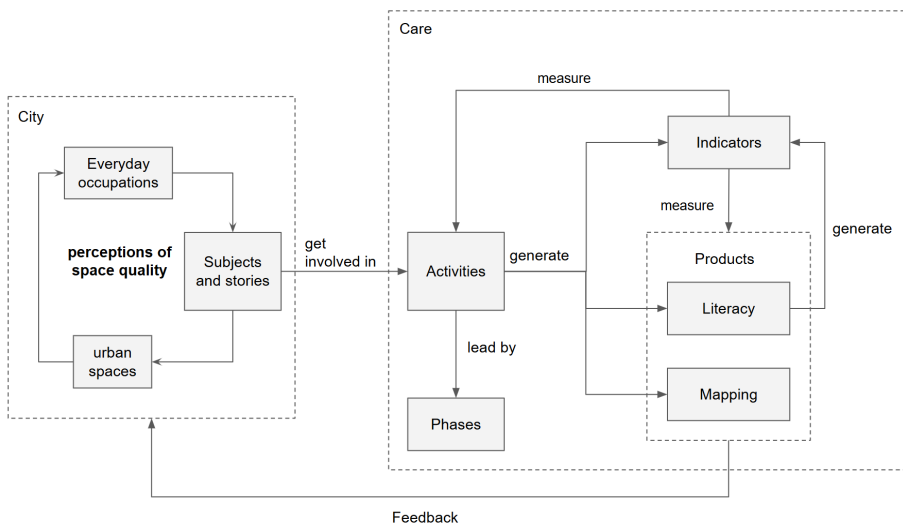 Care
measure
City
Indicators
Everyday
occupations
measure
generate
perceptions of
space quality
Subjects
and stories
get
involved in
Activities
generate
Products
Literacy
urban
spaces
lead by
Mapping
Phases
Feedback